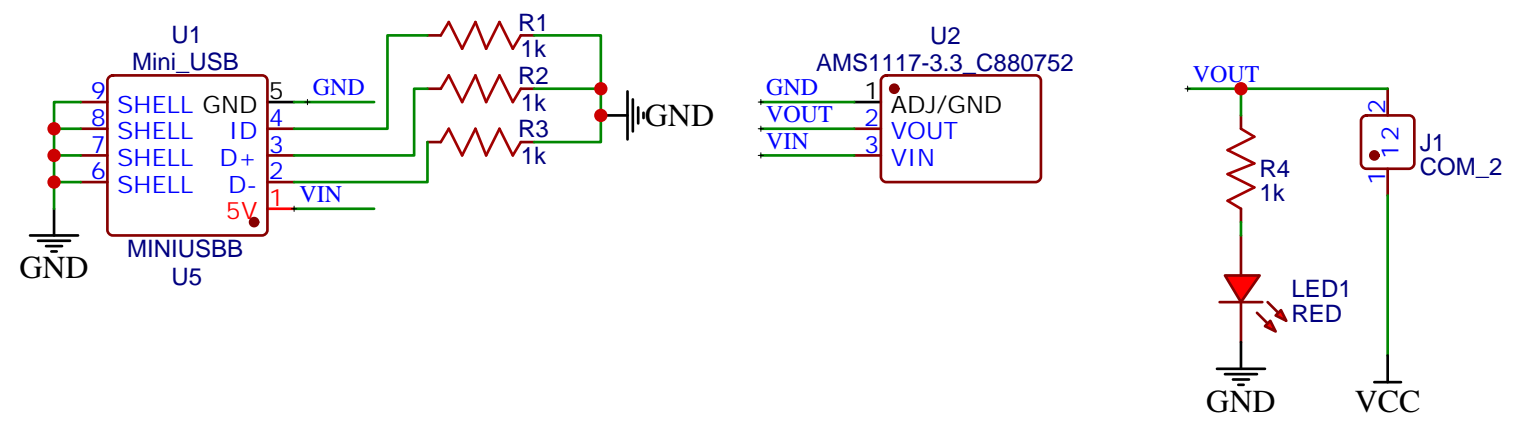 U1
Mini_USB
9 SHELL GND 5 GND
8 SHELL ID 4
7 SHELL D+ 3
6 SHELL D- 2
5V 1 VIN
MINIUSBB
U5
GND
R1
1k
R2
1k
R3
1k
GND
U2
AMS1117-3.3_C880752
GND 1 ADJ/GND
VOUT 2 VOUT
VIN 3 VIN
VOUT
R4
1k
LED1
RED
GND
2
1 2
1
J1
COM_2
VCC